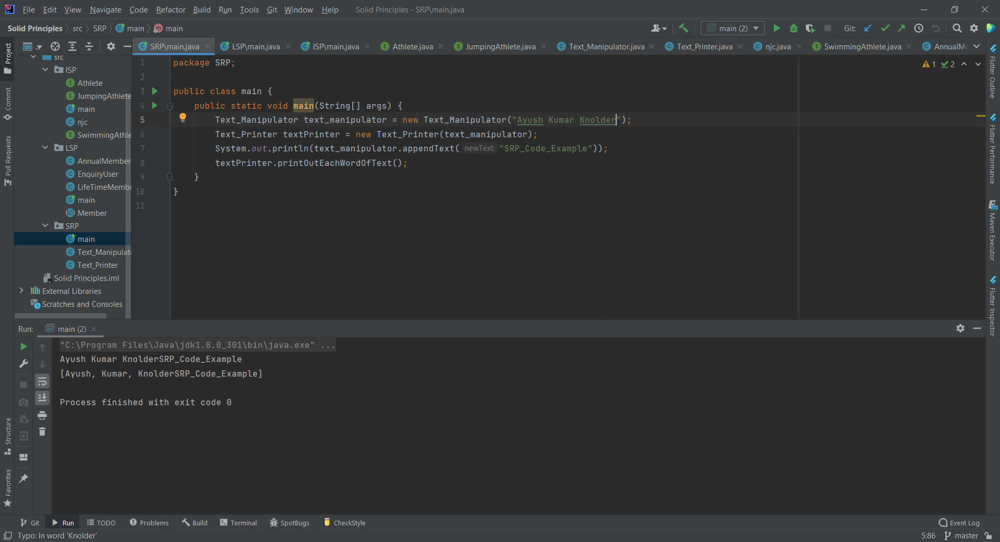 File Edit View Navigate Code Refactor Build Run Tools Git Window Help Solid Principles - SRP\main.java
Solid Principles src SRP main main
main (2) Git:
Project
SRP\main.java LSP\main.java ISP\main.java Athlete.java JumpingAthlete.java Text_Manipulator.java Text_Printer.java njc.java SwimmingAthlete.java AnnualM
src
ISP
Athlete
JumpingAthlete
main
njc
SwimmingAthle
LSP
AnnualMember
EnquiryUser
LifeTimeMembe
main
Member
SRP
main
Text_Manipulat
Text_Printer
Solid Principles.iml
External Libraries
Scratches and Consoles
Commit
Pull Requests
1 package SRP;
2
3 public class main {
4 public static void main(String[] args) {
5 Text_Manipulator text_manipulator = new Text_Manipulator("Ayush Kumar Knolder");
6 Text_Printer textPrinter = new Text_Printer(text_manipulator);
7 System.out.println(text_manipulator.appendText( newText: "SRP_Code_Example"));
8 textPrinter.printOutEachWordOfText();
9 }
10 }
11
1 2
Flutter Outline
Flutter Performance
Maven Executor
Flutter Inspector
Run: main (2)
"C:\Program Files\Java\jdk1.8.0_301\bin\java.exe" ...
Ayush Kumar KnolderSRP_Code_Example
[Ayush, Kumar, KnolderSRP_Code_Example]
Process finished with exit code 0
Structure
Favorites
Git Run TODO Problems Build Terminal SpotBugs CheckStyle Event Log
Typo: In word 'Knolder' 5:86 master